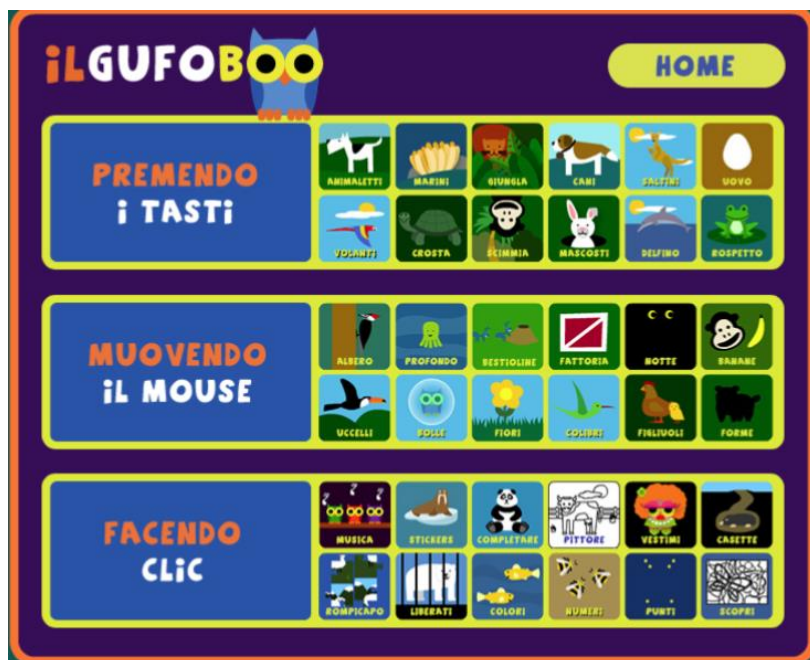 iLGUFOBOO
HOME
PREMENDO
i TASTi
ANIMALETTI MARINI GIUNGLA CANI SALTINI UOVO
VOLANTI CROSTA SCIMMIA MASCOSTI DELFINO ROSPETTO
MUOVENDO
iL MOUSE
ALBERO PROFONDO BESTIOLINE FATTORIA NOTTE BANANE
UCCELLI BOLLE FIORI COLIBRI FIGLIUOLI FORME
FACENDO
CLiC
MUSICA STICKERS COMPLETARE PITTORE VESTIMI CASETTE
ROMPICAPO LIBERATI COLORI NUMERI PUNTI SCOPRI